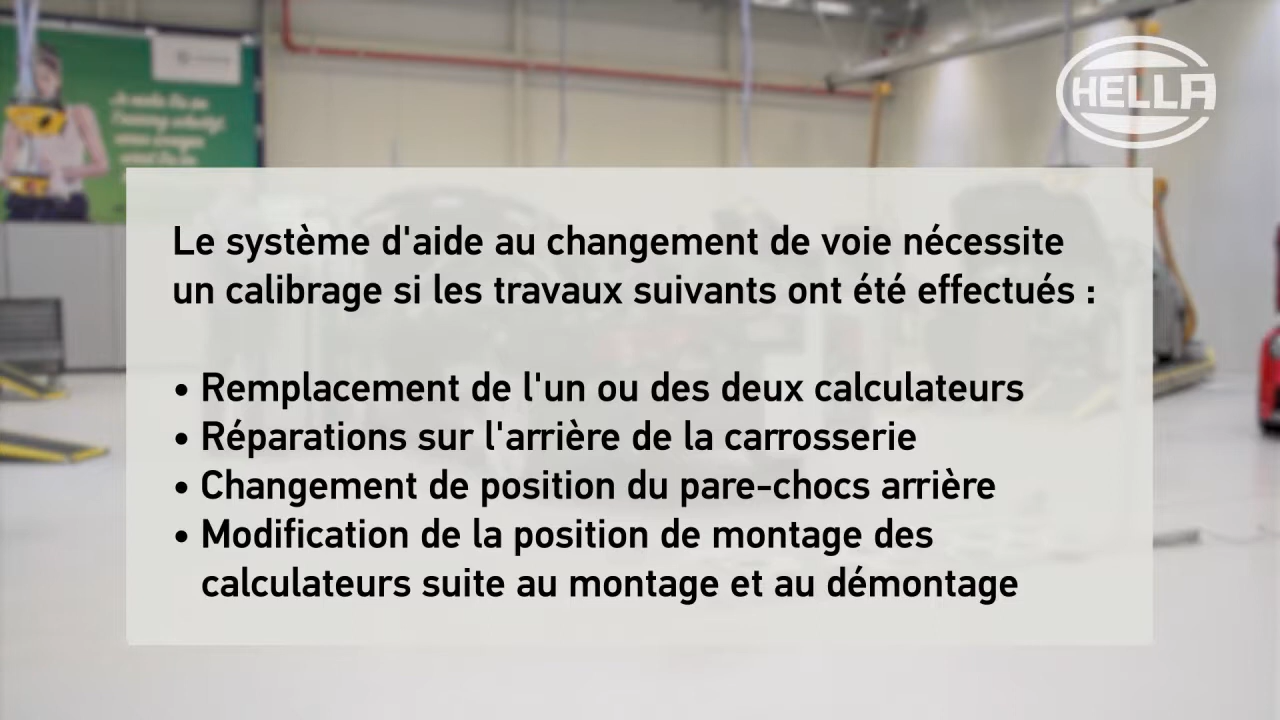 HELLA
Le système d'aide au changement de voie nécessite
un calibrage si les travaux suivants ont été effectués :
• Remplacement de l'un ou des deux calculateurs
• Réparations sur l'arrière de la carrosserie
• Changement de position du pare-chocs arrière
• Modification de la position de montage des
calculateurs suite au montage et au démontage